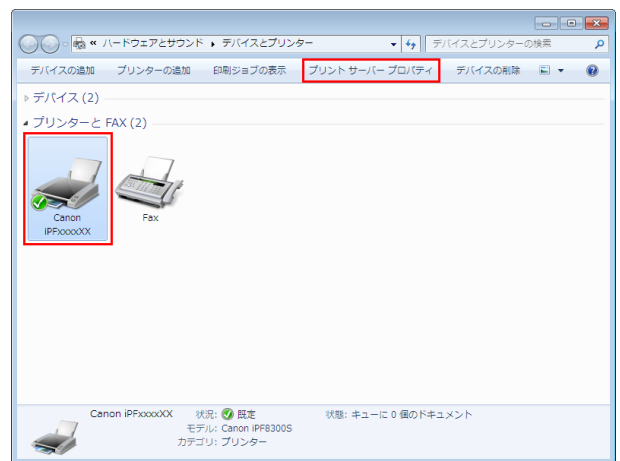 « ハードウェアとサウンド ▸ デバイスとプリンター デバイスとプリンターの検索
デバイスの追加 プリンターの追加 印刷ジョブの表示 プリント サーバー プロパティ デバイスの削除
デバイス (2)
プリンターと FAX (2)
Canon
iPFxxxxXX
Fax
Canon iPFxxxxXX 状況: 既定 状態: キューに 0 個のドキュメント
モデル: Canon iPF8300S
カテゴリ: プリンター